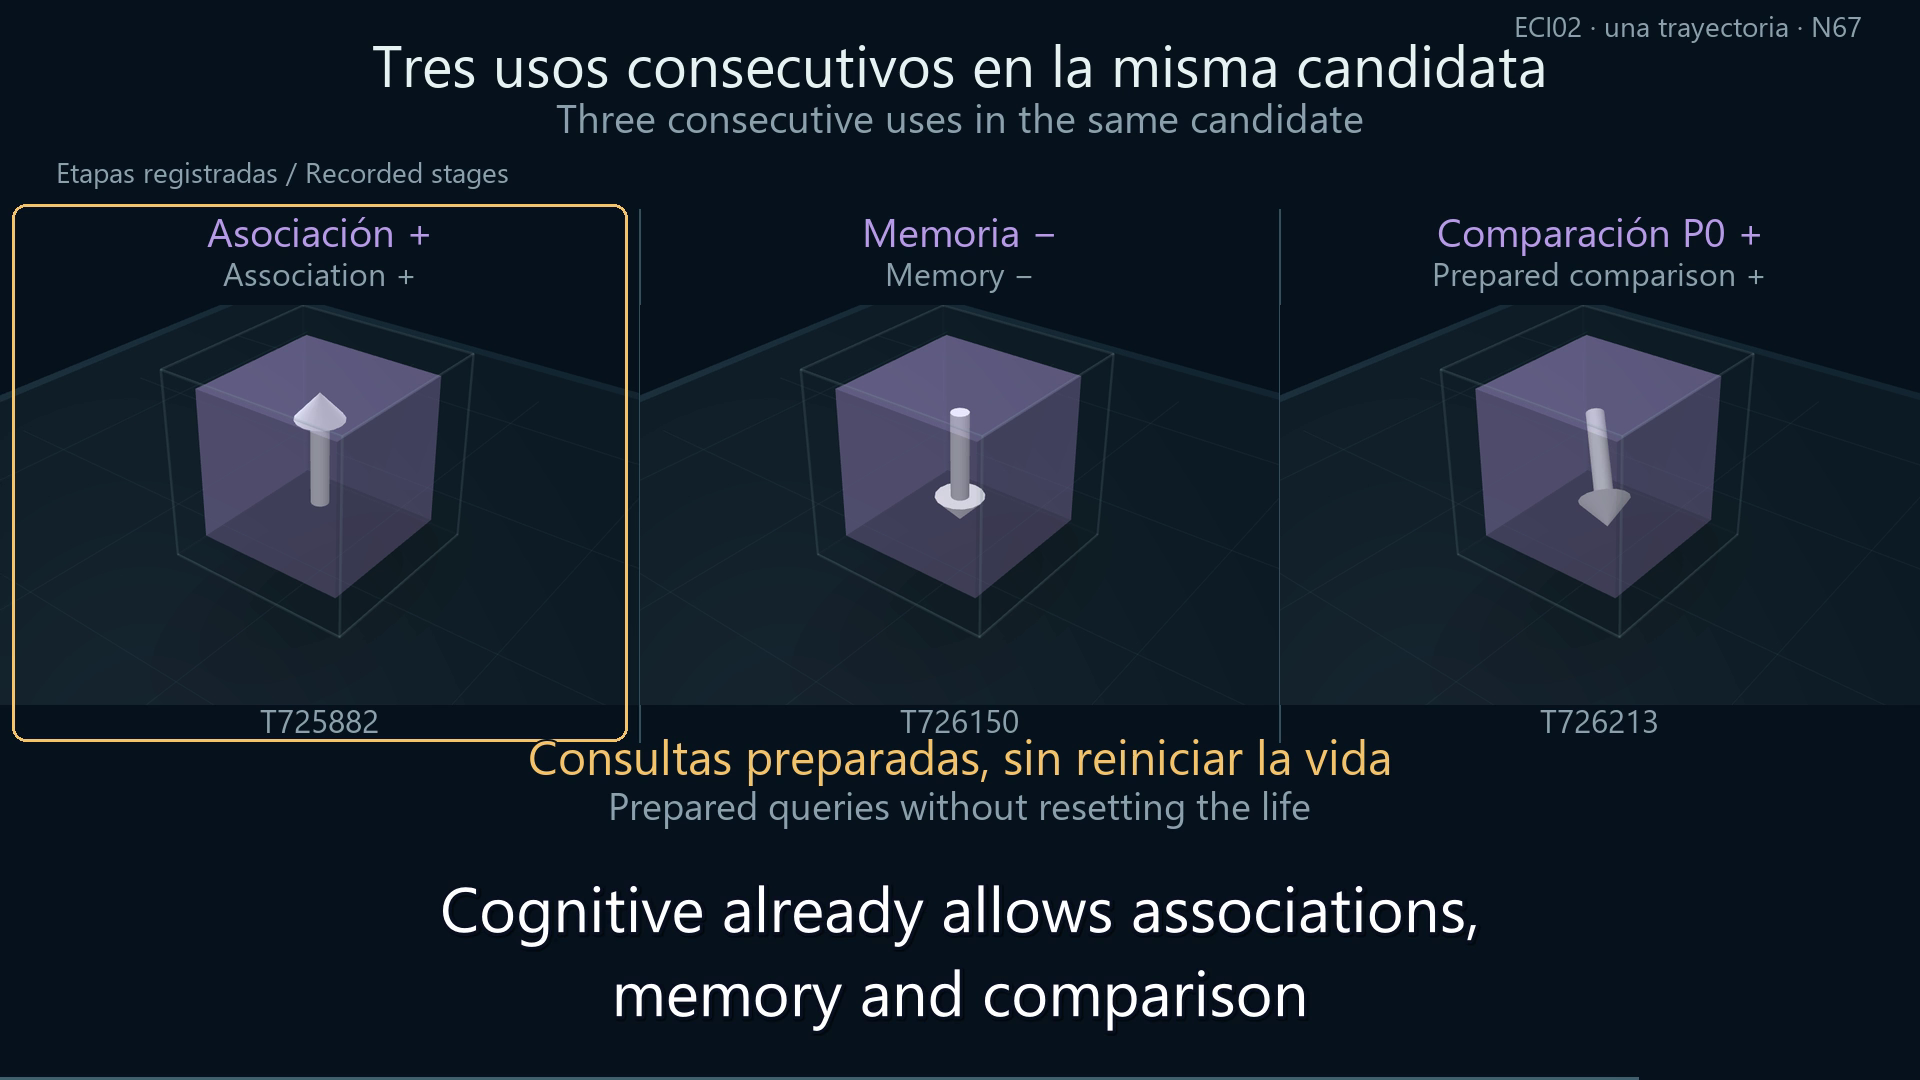 ECI02 · una trayectoria · N67
Tres usos consecutivos en la misma candidata
Three consecutive uses in the same candidate
Etapas registradas / Recorded stages
Asociación +
Association +
Memoria −
Memory −
Comparación P0 +
Prepared comparison +
T725882
T726150
T726213
Consultas preparadas, sin reiniciar la vida
Prepared queries without resetting the life
Cognitive already allows associations,
memory and comparison